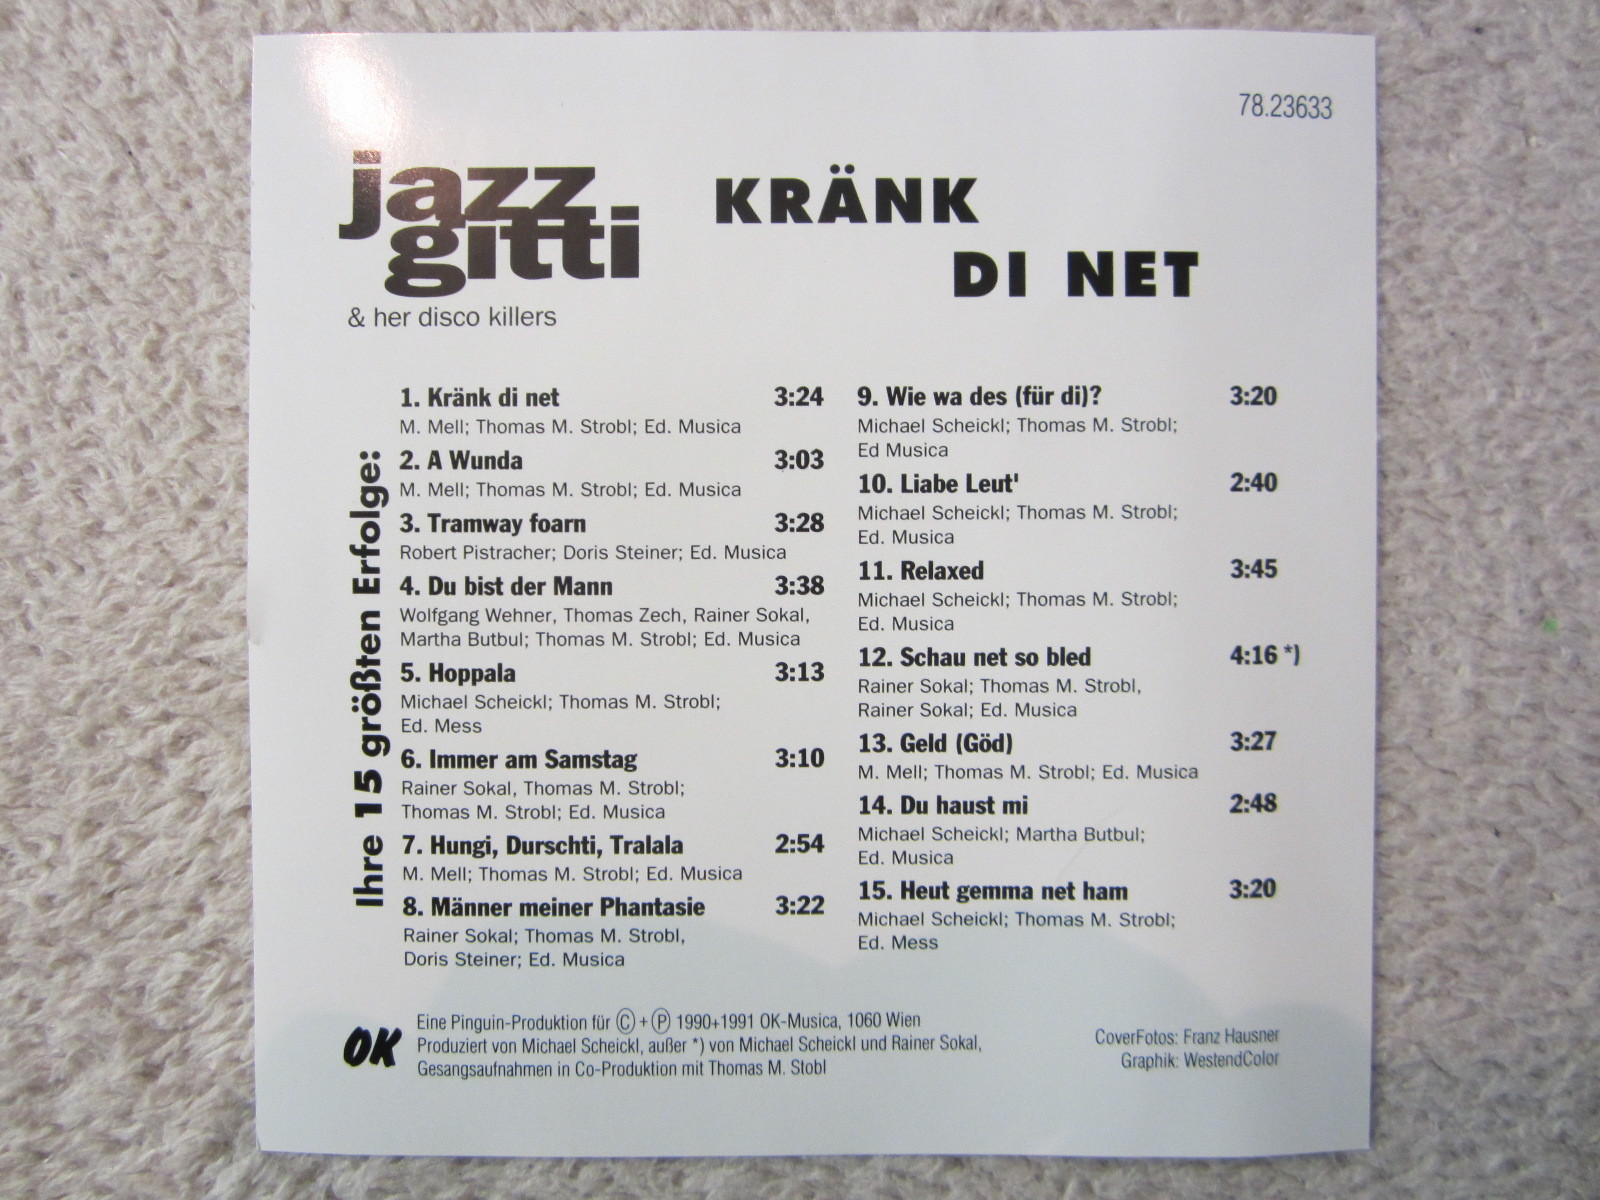 78.23633
jazz
gitti
& her disco killers
KRÄNK
DI NET
Ihre 15 größten Erfolge:
1. Kränk di net 3:24
M. Mell; Thomas M. Strobl; Ed. Musica
2. A Wunda 3:03
M. Mell; Thomas M. Strobl; Ed. Musica
3. Tramway foarn 3:28
Robert Pistracher; Doris Steiner; Ed. Musica
4. Du bist der Mann 3:38
Wolfgang Wehner, Thomas Zech, Rainer Sokal,
Martha Butbul; Thomas M. Strobl; Ed. Musica
5. Hoppala 3:13
Michael Scheickl; Thomas M. Strobl;
Ed. Mess
6. Immer am Samstag 3:10
Rainer Sokal, Thomas M. Strobl;
Thomas M. Strobl; Ed. Musica
7. Hungi, Durschti, Tralala 2:54
M. Mell; Thomas M. Strobl; Ed. Musica
8. Männer meiner Phantasie 3:22
Rainer Sokal; Thomas M. Strobl,
Doris Steiner; Ed. Musica
9. Wie wa des (für di)? 3:20
Michael Scheickl; Thomas M. Strobl;
Ed Musica
10. Liabe Leut' 2:40
Michael Scheickl; Thomas M. Strobl;
Ed. Musica
11. Relaxed 3:45
Michael Scheickl; Thomas M. Strobl;
Ed. Musica
12. Schau net so bled 4:16 *)
Rainer Sokal; Thomas M. Strobl,
Rainer Sokal; Ed. Musica
13. Geld (Göd) 3:27
M. Mell; Thomas M. Strobl; Ed. Musica
14. Du haust mi 2:48
Michael Scheickl; Martha Butbul;
Ed. Musica
15. Heut gemma net ham 3:20
Michael Scheickl; Thomas M. Strobl;
Ed. Mess
OK
Eine Pinguin-Produktion für Ⓒ + Ⓟ 1990+1991 OK-Musica, 1060 Wien
Produziert von Michael Scheickl, außer *) von Michael Scheickl und Rainer Sokal,
Gesangsaufnahmen in Co-Produktion mit Thomas M. Stobl
CoverFotos: Franz Hausner
Graphik: WestendColor